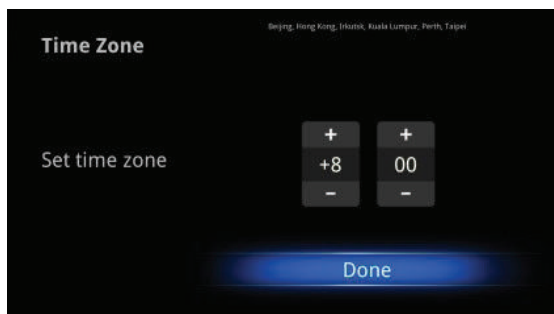 Beijing, Hong Kong, Irkutsk, Kuala Lumpur, Perth, Taipei
Time Zone
+ +
Set time zone +8 00
− −
Done